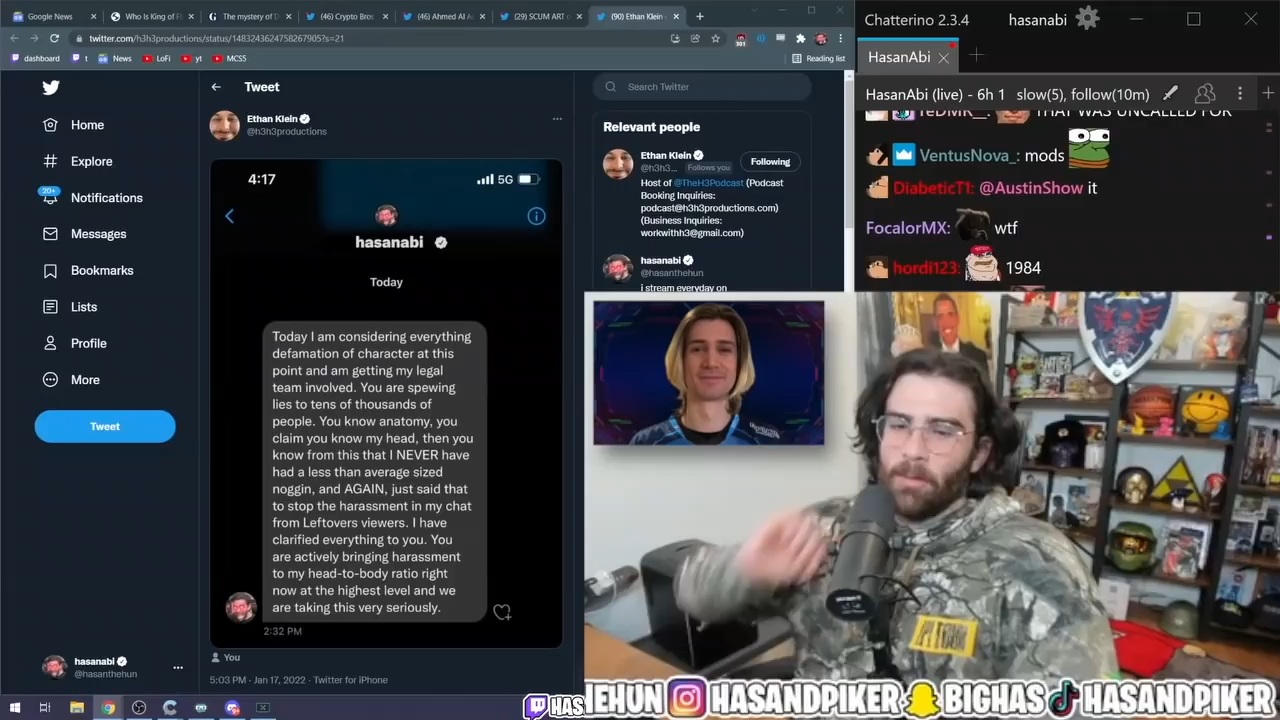 Google News
Who Is King of F
The mystery of D
(46) Crypto Bros
(46) Ahmed Al A
(29) SCUM ART o
(90) Ethan Klein
twitter.com/h3h3productions/status/1483243624758267905?s=21
dashboard
t
News
LoFi
yt
MCS5
Reading list
Home
Explore
20+
Notifications
Messages
Bookmarks
Lists
Profile
More
Tweet
hasanabi
@hasanthehun
Tweet
Ethan Klein
@h3h3productions
4:17
5G
hasanabi
Today
Today I am considering everything
defamation of character at this
point and am getting my legal
team involved. You are spewing
lies to tens of thousands of
people. You know anatomy, you
claim you know my head, then you
know from this that I NEVER have
had a less than average sized
noggin, and AGAIN, just said that
to stop the harassment in my chat
from Leftovers viewers. I have
clarified everything to you. You
are actively bringing harassment
to my head-to-body ratio right
now at the highest level and we
are taking this very seriously.
2:32 PM
You
5:03 PM · Jan 17, 2022 · Twitter for iPhone
Search Twitter
Relevant people
Ethan Klein
@h3h3...
Follows you
Following
Host of @TheH3Podcast (Podcast
Booking Inquiries:
podcast@h3h3productions.com)
(Business Inquiries:
workwithh3@gmail.com)
hasanabi
@hasanthehun
i stream everyday on
Chatterino 2.3.4
hasanabi
HasanAbi
HasanAbi (live) - 6h 1 slow(5), follow(10m)
THAT WAS UNCALLED FOR
VentusNova_: mods
DiabeticT1: @AustinShow it
FocalorMX: wtf
hordi123: 1984
HAS
HEHUN
HASANDPIKER
BIGHAS
HASANDPIKER